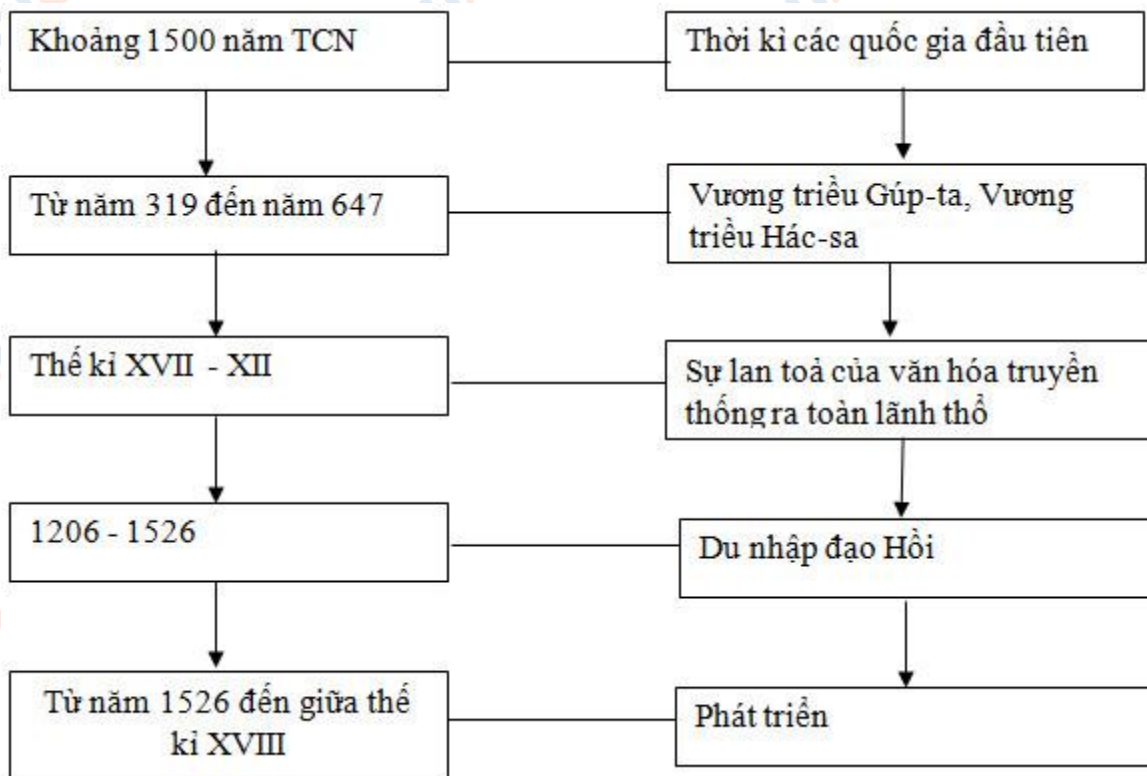 Khoảng 1500 năm TCN
Thời kì các quốc gia đầu tiên
Từ năm 319 đến năm 647
Vương triều Gúp-ta, Vương
triều Hác-sa
Thế kỉ XVII - XII
Sự lan toả của văn hóa truyền
thống ra toàn lãnh thổ
1206 - 1526
Du nhập đạo Hồi
Từ năm 1526 đến giữa thế
kỉ XVIII
Phát triển